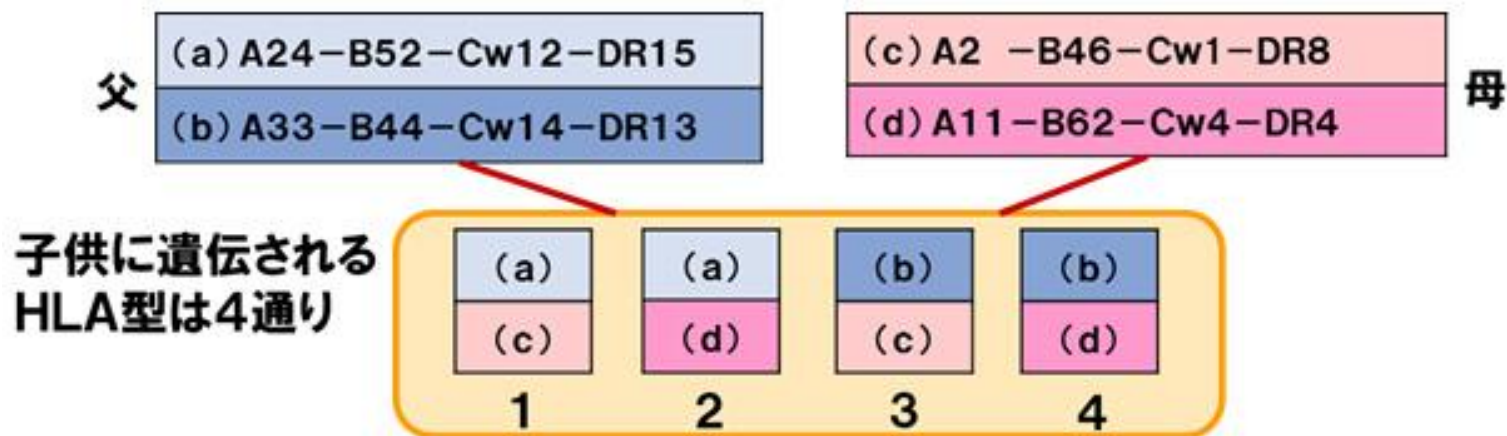 父
(a) A24-B52-Cw12-DR15
(b) A33-B44-Cw14-DR13
(c) A2 -B46-Cw1-DR8
(d) A11-B62-Cw4-DR4
母
子供に遺伝される
HLA型は4通り
(a) (a) (b) (b)
(c) (d) (c) (d)
1 2 3 4